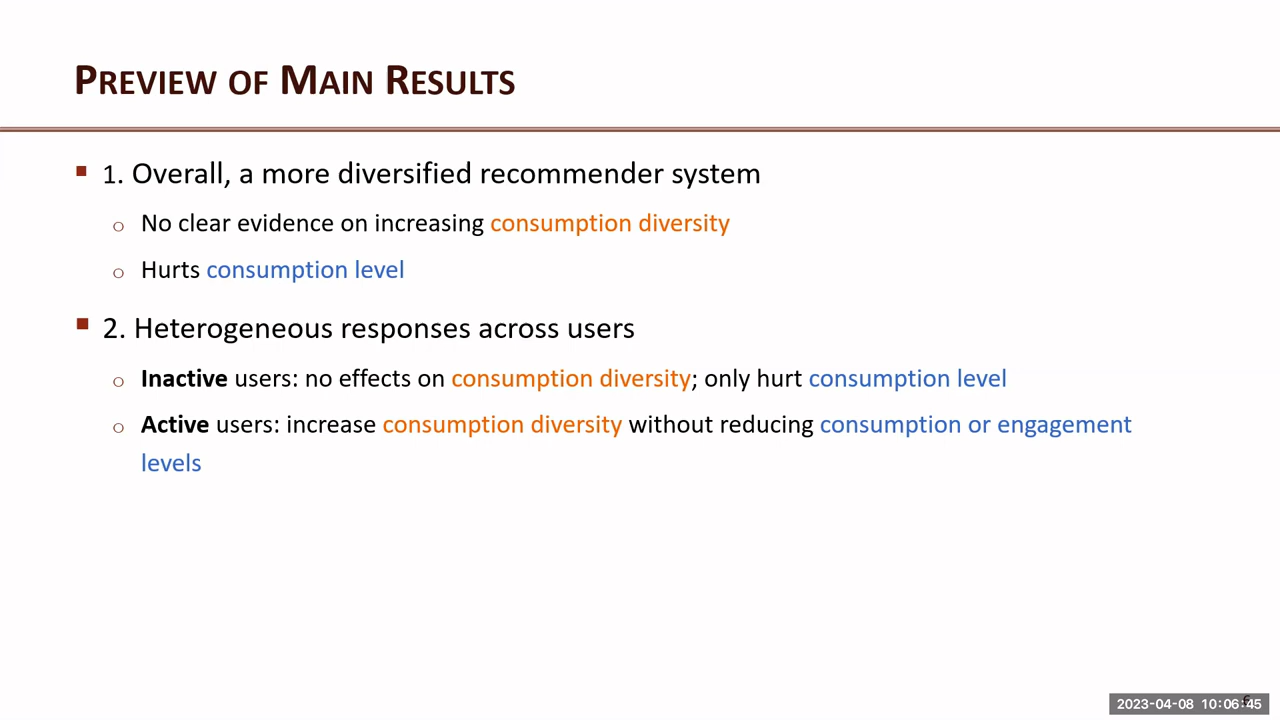 PREVIEW OF MAIN RESULTS
1. Overall, a more diversified recommender system
No clear evidence on increasing consumption diversity
Hurts consumption level
2. Heterogeneous responses across users
Inactive users: no effects on consumption diversity; only hurt consumption level
Active users: increase consumption diversity without reducing consumption or engagement
levels
2023-04-08 10:06:45